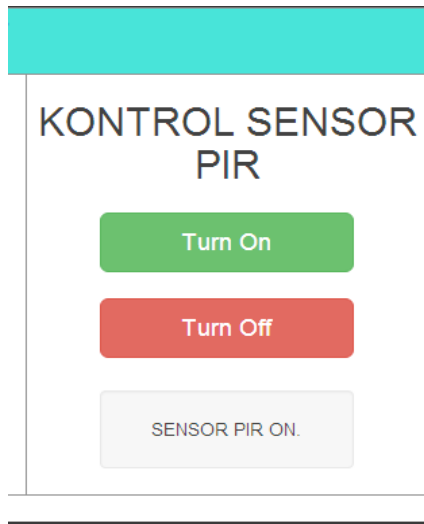 KONTROL SENSOR
PIR
Turn On
Turn Off
SENSOR PIR ON.